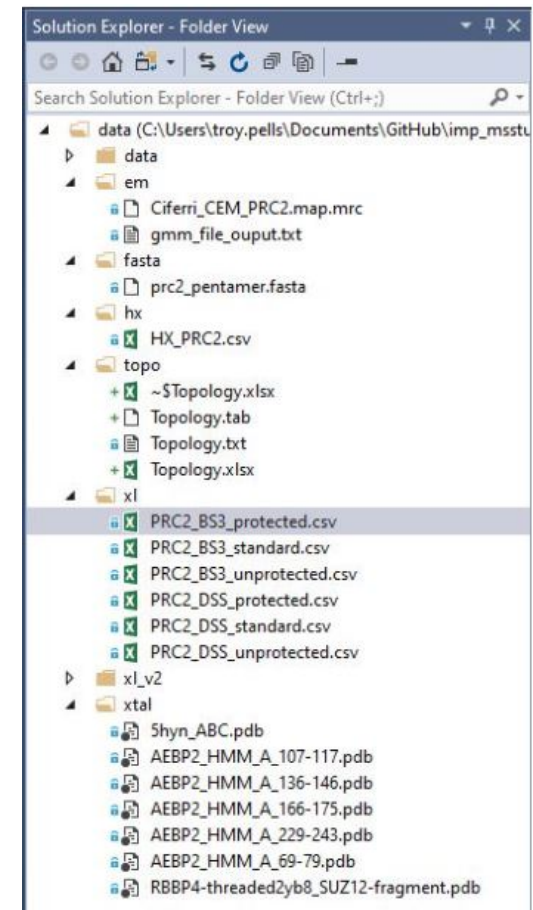 Solution Explorer - Folder View
Search Solution Explorer - Folder View (Ctrl+;)
data (C:\Users\troy.pells\Documents\GitHub\imp_msstu
data
em
Ciferri_CEM_PRC2.map.mrc
gmm_file_ouput.txt
fasta
prc2_pentamer.fasta
hx
HX_PRC2.csv
topo
~$Topology.xlsx
Topology.tab
Topology.txt
Topology.xlsx
xl
PRC2_BS3_protected.csv
PRC2_BS3_standard.csv
PRC2_BS3_unprotected.csv
PRC2_DSS_protected.csv
PRC2_DSS_standard.csv
PRC2_DSS_unprotected.csv
xl_v2
xtal
5hyn_ABC.pdb
AEBP2_HMM_A_107-117.pdb
AEBP2_HMM_A_136-146.pdb
AEBP2_HMM_A_166-175.pdb
AEBP2_HMM_A_229-243.pdb
AEBP2_HMM_A_69-79.pdb
RBBP4-threaded2yb8_SUZ12-fragment.pdb